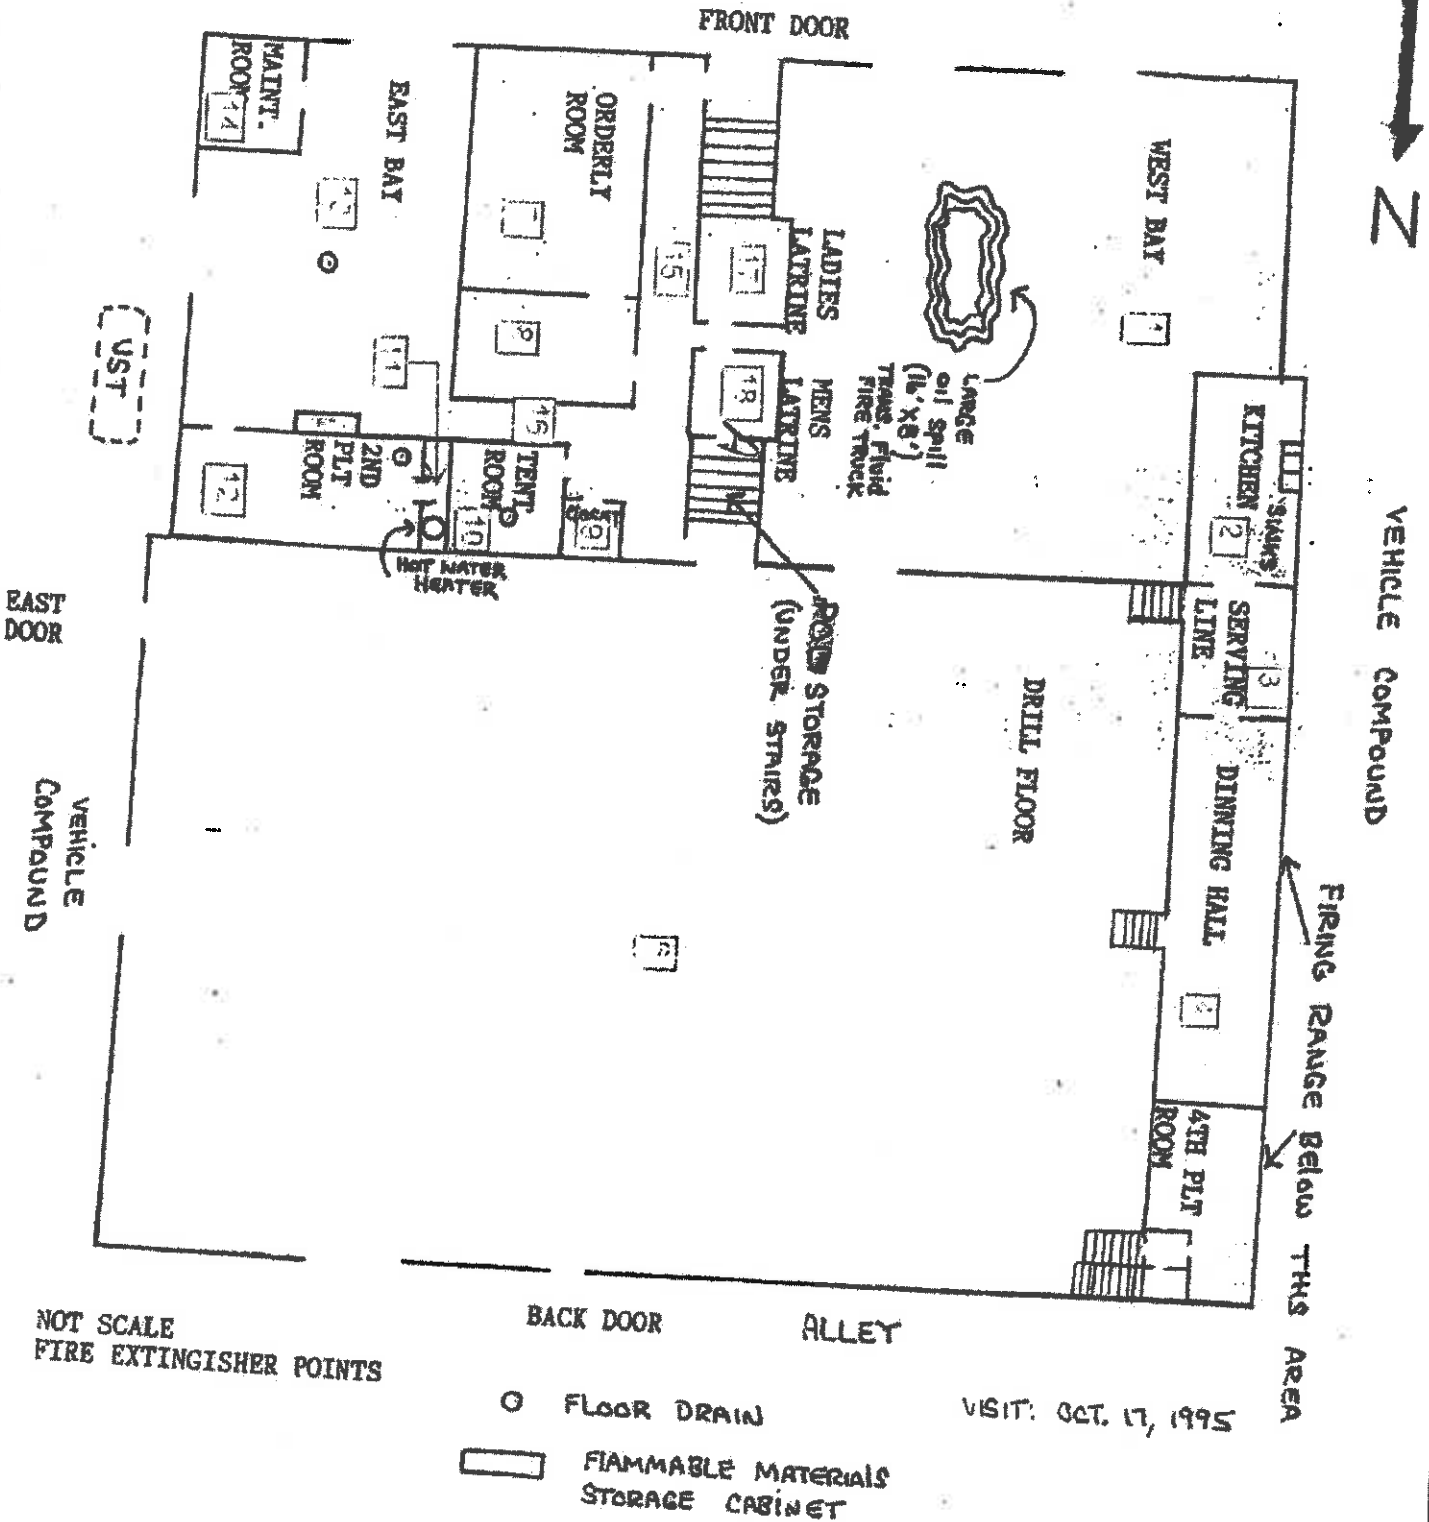 FRONT DOOR
N
MAINT.
ROOM
14
EAST BAY
13
ORDERLY
ROOM
7
8
15
17
LADIES
LATRINE
WEST BAY
1
LARGE
OIL SPILL
(16' X 8')
TRANS. FLUID
FIRE TRUCK
MENS
LATRINE
18
UST
11
16
12
2ND
PLT
ROOM
TENT
ROOM
10
9
HOT WATER
HEATER
KITCHEN
2
SERVING
LINE
3
VEHICLE COMPOUND
EAST
DOOR
STORAGE
(UNDER STAIRS)
DRILL FLOOR
DINNING HALL
VEHICLE
COMPOUND
FIRING RANGE BELOW THIS AREA
4TH PLT
ROOM
BACK DOOR
ALLEY
NOT SCALE
FIRE EXTINGISHER POINTS
FLOOR DRAIN
FLAMMABLE MATERIALS
STORAGE CABINET
VISIT: OCT. 17, 1995